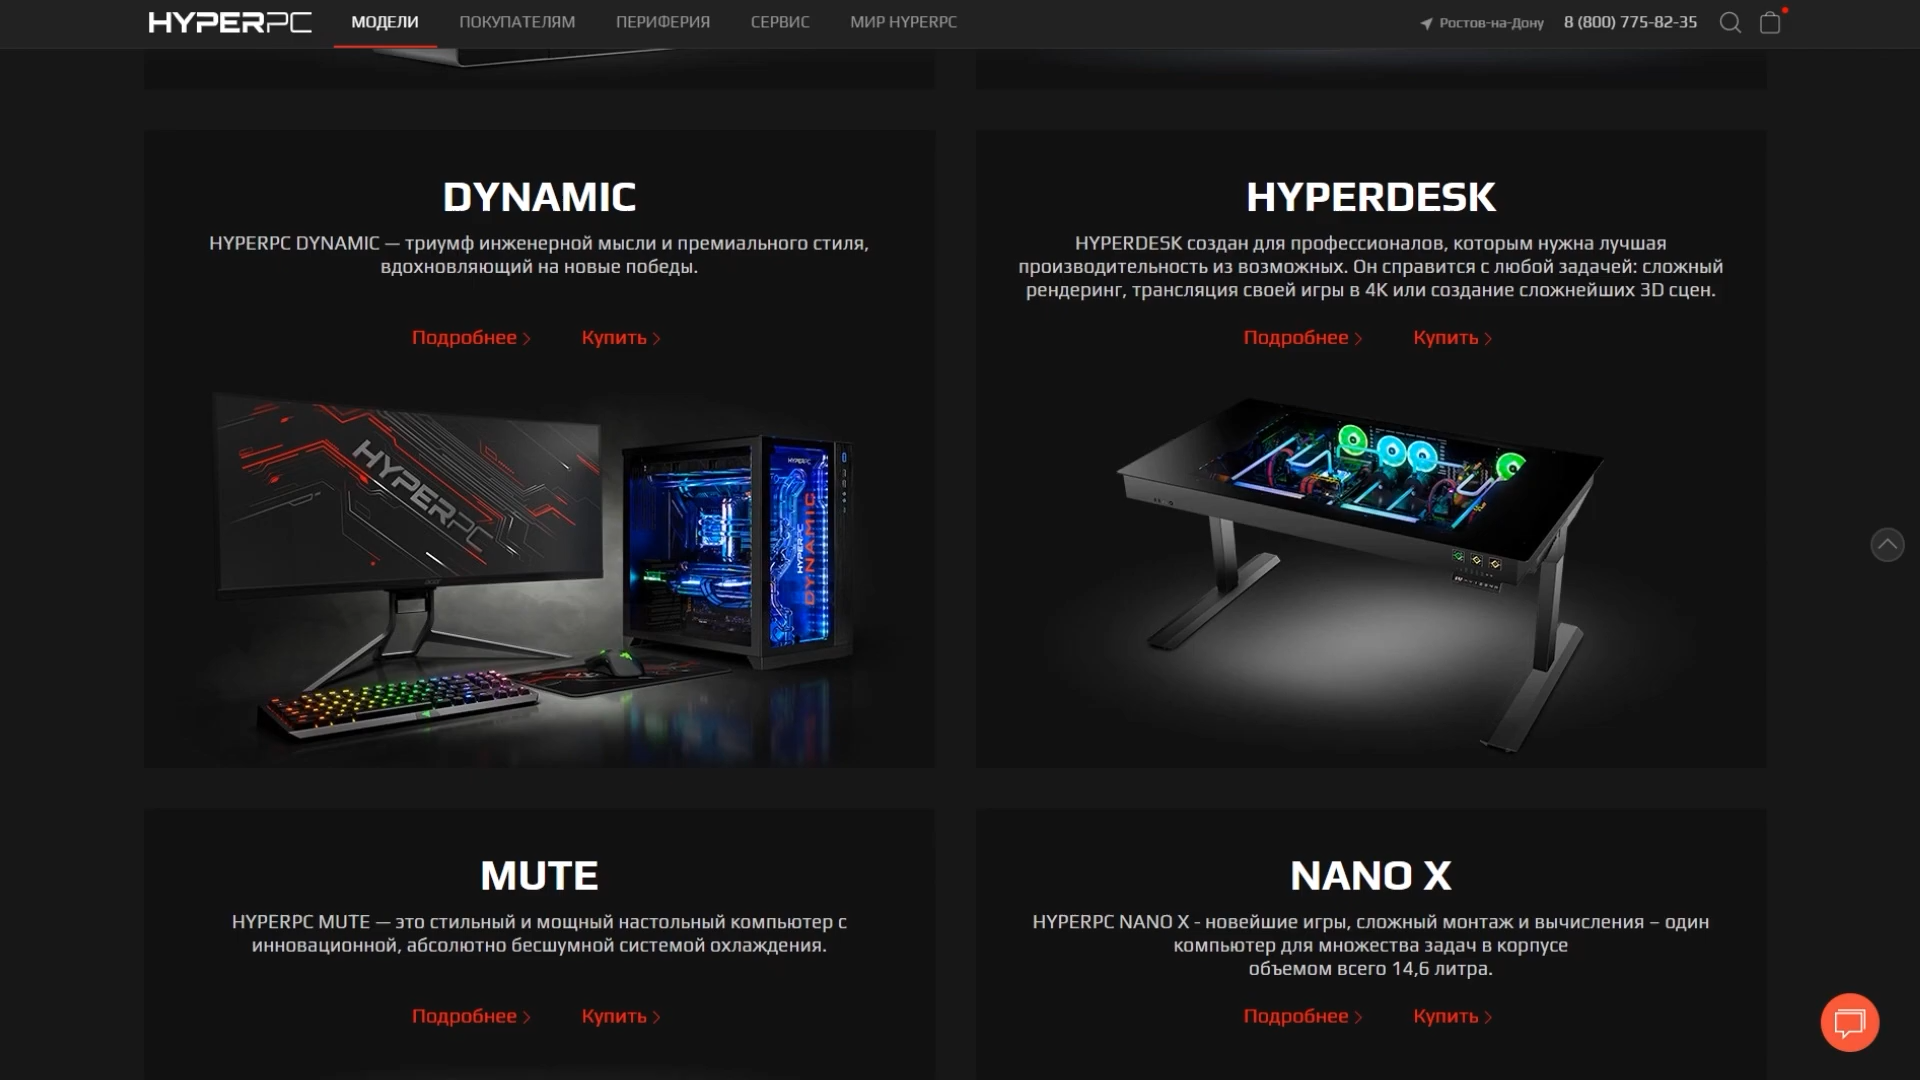 HYPERPC МОДЕЛИ ПОКУПАТЕЛЯМ ПЕРИФЕРИЯ СЕРВИС МИР HYPERPC Ростов-на-Дону 8 (800) 775-82-35
DYNAMIC
HYPERPC DYNAMIC — триумф инженерной мысли и премиального стиля,
вдохновляющий на новые победы.
Подробнее Купить
HYPERPC
HYPERPC
HYPERPC DYNAMIC
HYPERDESK
HYPERDESK создан для профессионалов, которым нужна лучшая
производительность из возможных. Он справится с любой задачей: сложный
рендеринг, трансляция своей игры в 4K или создание сложнейших 3D сцен.
Подробнее Купить
MUTE
HYPERPC MUTE — это стильный и мощный настольный компьютер с
инновационной, абсолютно бесшумной системой охлаждения.
Подробнее Купить
NANO X
HYPERPC NANO X - новейшие игры, сложный монтаж и вычисления – один
компьютер для множества задач в корпусе
объемом всего 14,6 литра.
Подробнее Купить